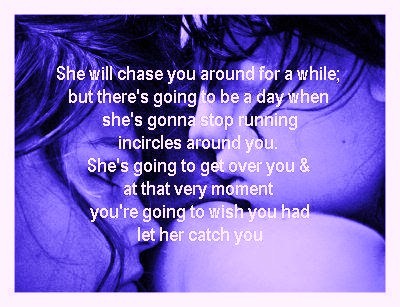 She will chase you around for a while;
but there's going to be a day when
she's gonna stop running
incircles around you.
She's going to get over you &
at that very moment
you're going to wish you had
let her catch you